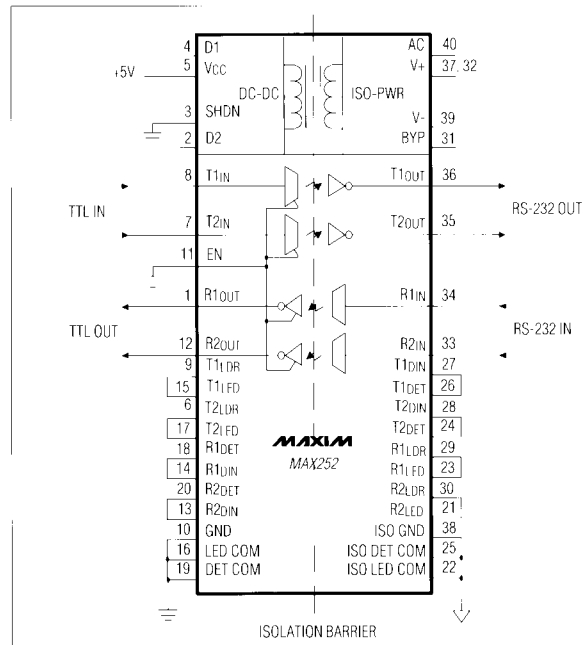 4 D1 AC 40
+5V 5 VCC V+ 37, 32
DC-DC ISO-PWR
3 SHDN V- 39
2 D2 BYP 31
8 T1IN T1OUT 36
TTL IN RS-232 OUT
7 T2IN T2OUT 35
11 EN
1 R1OUT R1IN 34
TTL OUT RS-232 IN
12 R2OUT R2IN 33
9 T1LDR T1DIN 27
15 T1LED T1DET 26
6 T2LDR T2DIN 28
17 T2LED T2DET 24
18 R1DET R1LDR 29
14 R1DIN R1LED 23
20 R2DET R2LDR 30
13 R2DIN R2LED 21
MAXIM
MAX252
10 GND ISO GND 38
16 LED COM ISO DET COM 25
19 DET COM ISO LED COM 22
ISOLATION BARRIER